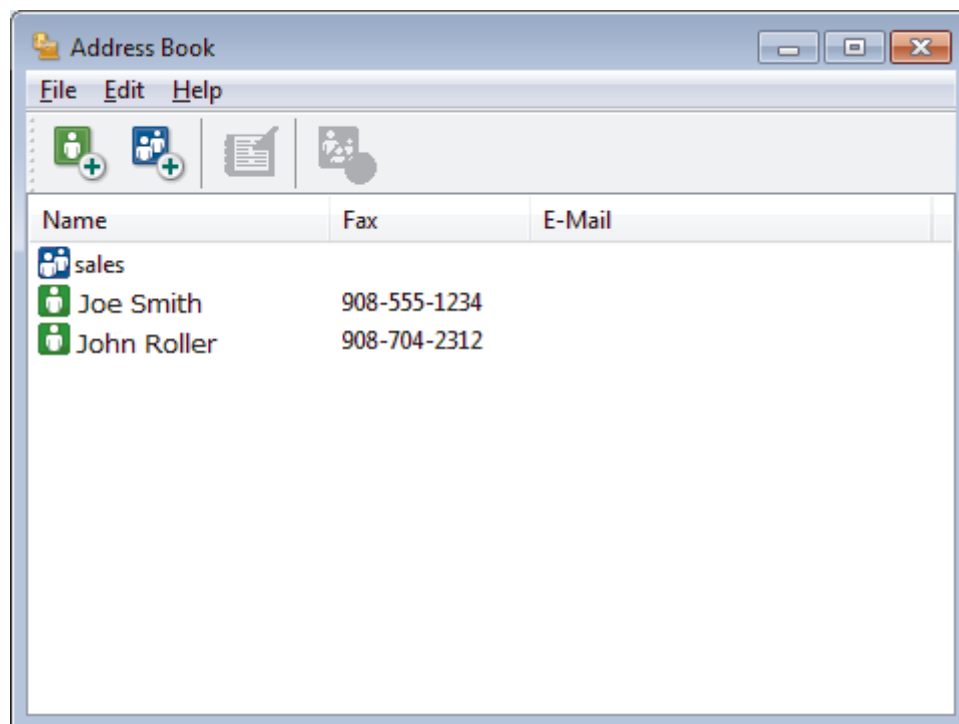 Address Book
File Edit Help
Name Fax E-Mail
sales
Joe Smith 908-555-1234
John Roller 908-704-2312